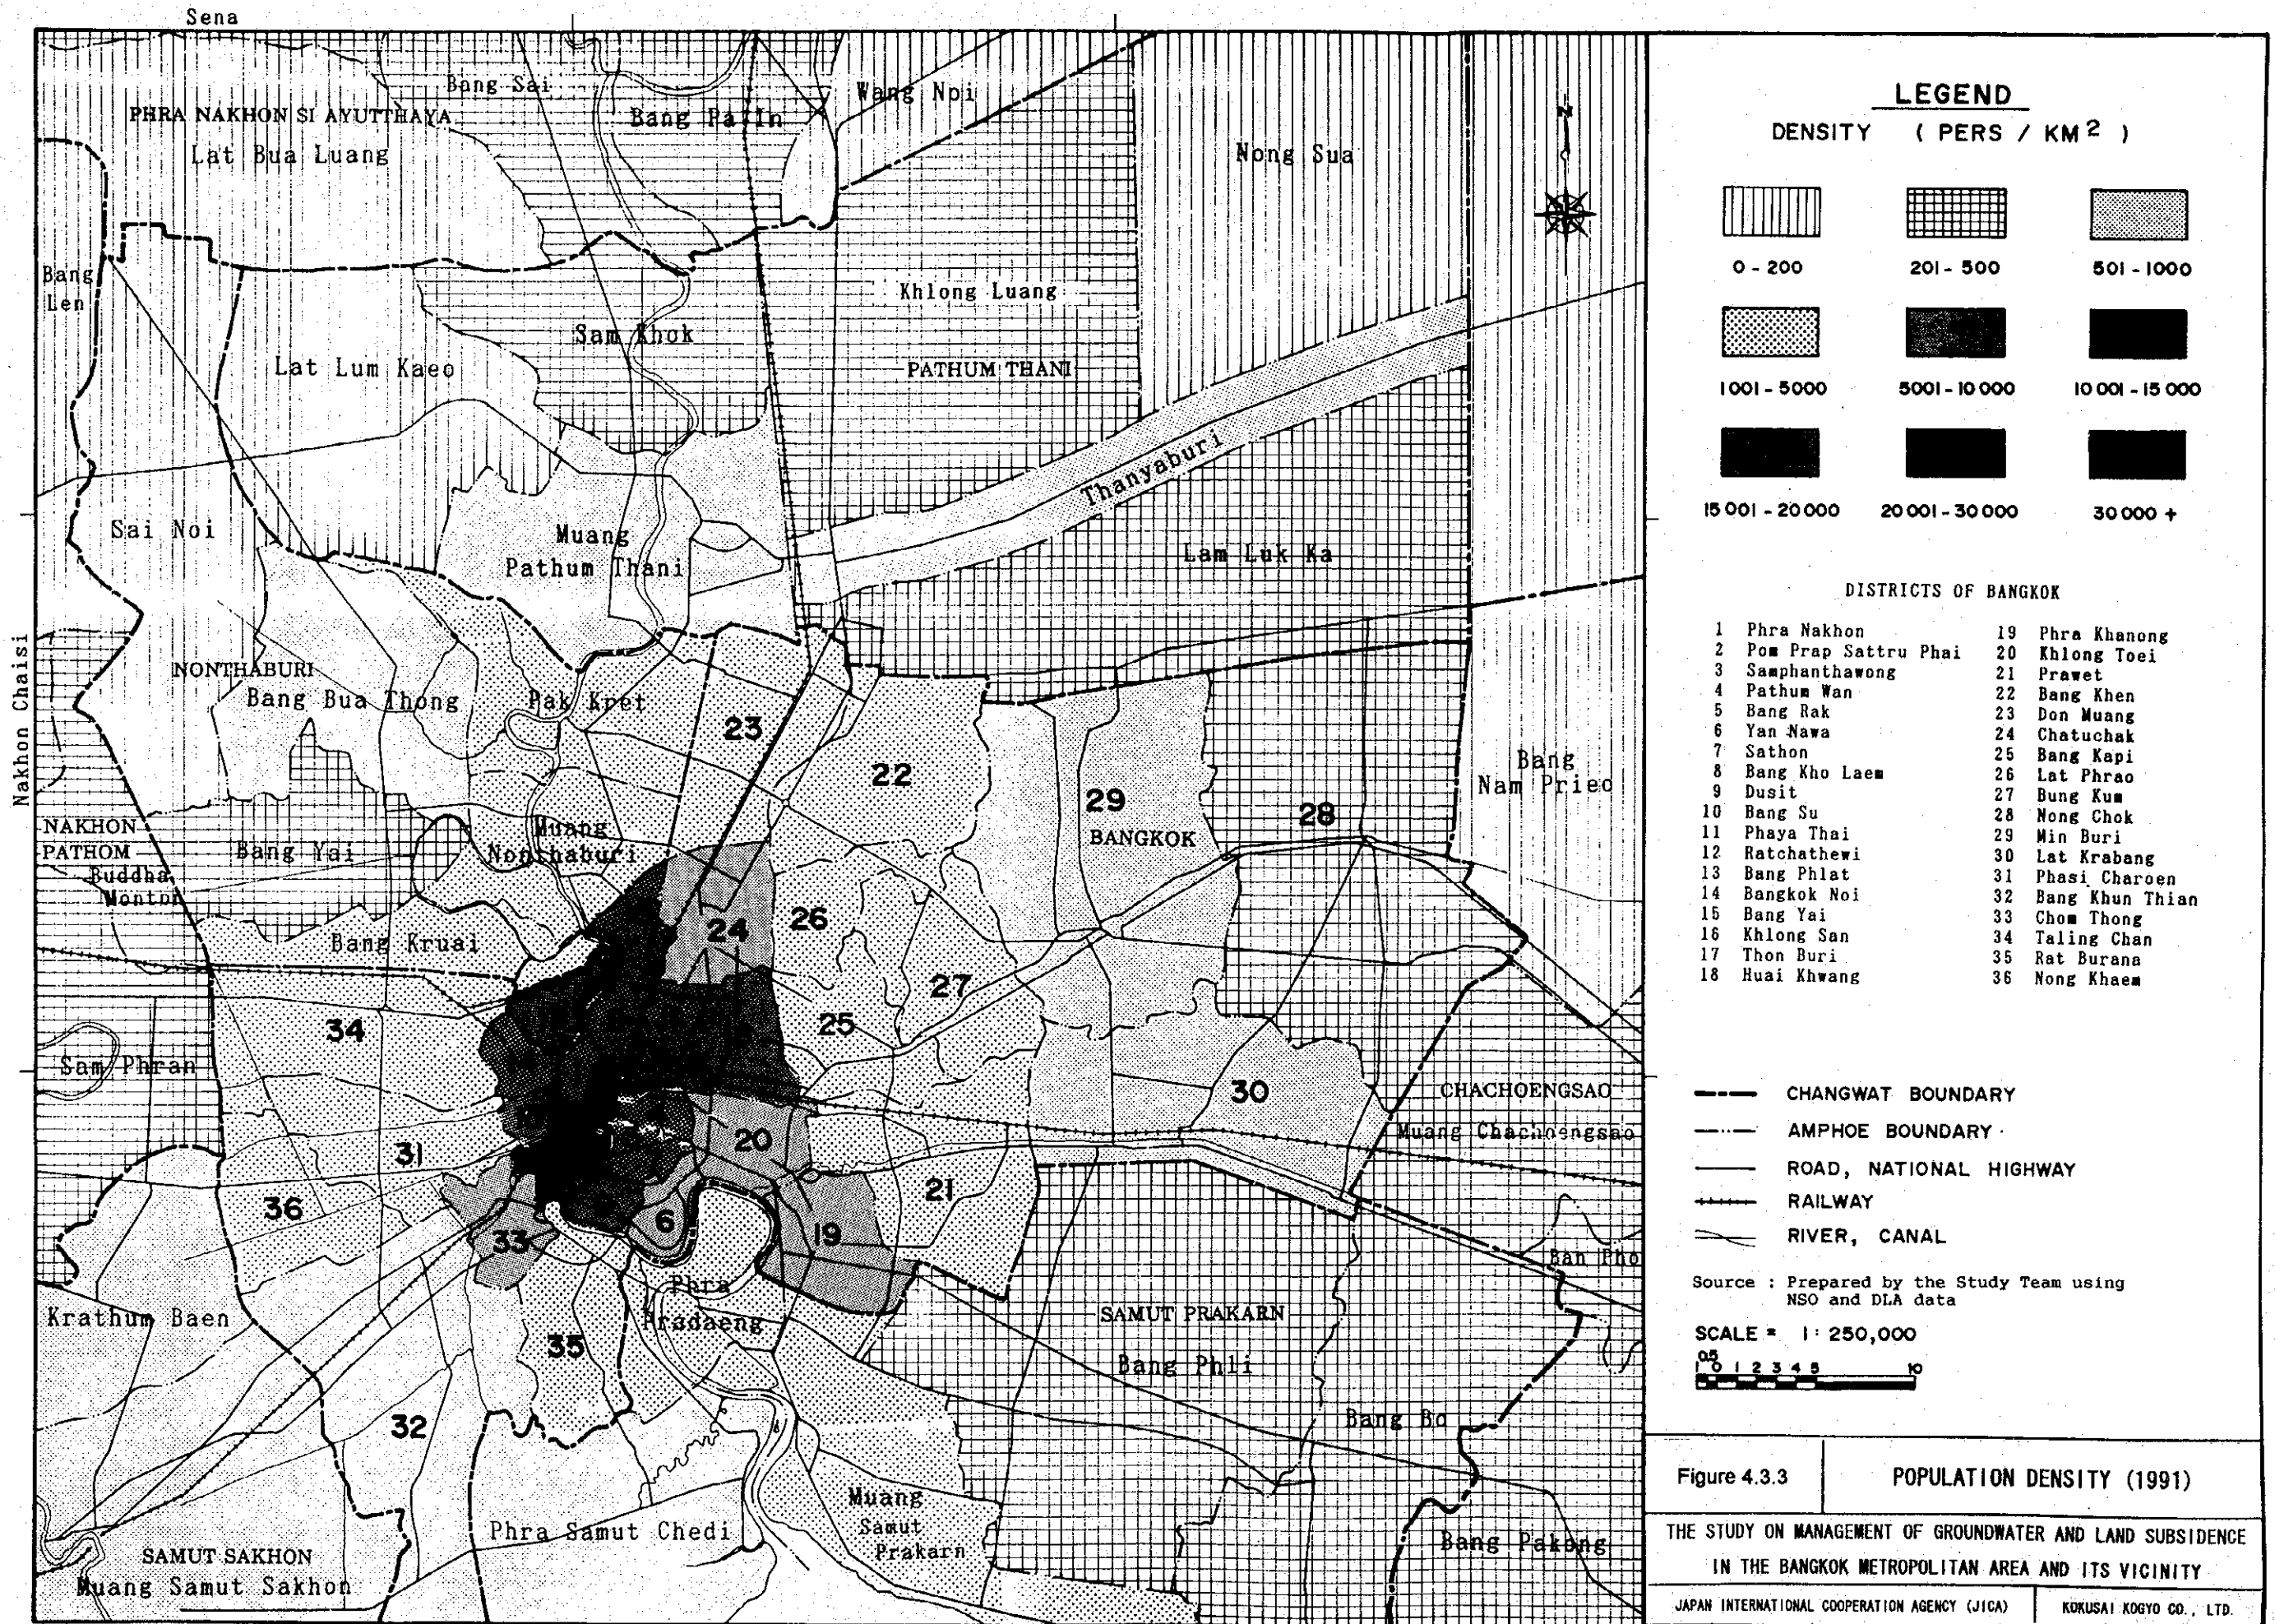 Sena
Bang Sai
Wang Noi
PHRA NAKHON SI AYUTTHAYA
Bang Pa In
Lat Bua Luang
Nong Sua
Bang
Len
Khlong Luang
Sam Khok
Lat Lum Kaeo
PATHUM THANI
Thanyaburi
Sai Noi
Muang
Pathum Thani
Lam Luk Ka
Nakhon Chaisi
NONTHABURI
Bang Bua Thong
Pak Kret
23
22
29
28
Bang
Nam Prieo
NAKHON
PATHOM
Buddha
Monton
Bang Yai
Muang
Nonthaburi
BANGKOK
24
26
Bang Kruai
27
34
25
Sam Phran
30
CHACHOENGSAO
Muang Chachoengsao
31
20
36
21
6
33
19
Ban Pho
Krathum Baen
Phra
Pradaeng
SAMUT PRAKARN
35
Bang Phli
32
Bang Bo
Muang
Samut
Prakarn
Phra Samut Chedi
Bang Pakong
SAMUT SAKHON
Muang Samut Sakhon
LEGEND
DENSITY ( PERS / KM 2 )
0 - 200 201 - 500 501 - 1000
1001 - 5000 5001 - 10 000 10 001 - 15 000
15 001 - 20 000 20 001 - 30 000 30 000 +
N
DISTRICTS OF BANGKOK
1 Phra Nakhon 19 Phra Khanong
2 Pom Prap Sattru Phai 20 Khlong Toei
3 Samphanthawong 21 Prawet
4 Pathum Wan 22 Bang Khen
5 Bang Rak 23 Don Muang
6 Yan Nawa 24 Chatuchak
7 Sathon 25 Bang Kapi
8 Bang Kho Laem 26 Lat Phrao
9 Dusit 27 Bung Kum
10 Bang Su 28 Nong Chok
11 Phaya Thai 29 Min Buri
12 Ratchathewi 30 Lat Krabang
13 Bang Phlat 31 Phasi Charoen
14 Bangkok Noi 32 Bang Khun Thian
15 Bang Yai 33 Chom Thong
16 Khlong San 34 Taling Chan
17 Thon Buri 35 Rat Burana
18 Huai Khwang 36 Nong Khaem
CHANGWAT BOUNDARY
AMPHOE BOUNDARY
ROAD, NATIONAL HIGHWAY
RAILWAY
RIVER, CANAL
Source : Prepared by the Study Team using
NSO and DLA data
SCALE = 1 : 250,000
0.5
1 0 1 2 3 4 5 10
Figure 4.3.3
POPULATION DENSITY (1991)
THE STUDY ON MANAGEMENT OF GROUNDWATER AND LAND SUBSIDENCE
IN THE BANGKOK METROPOLITAN AREA AND ITS VICINITY
JAPAN INTERNATIONAL COOPERATION AGENCY (JICA)
KOKUSAI KOGYO CO., LTD.